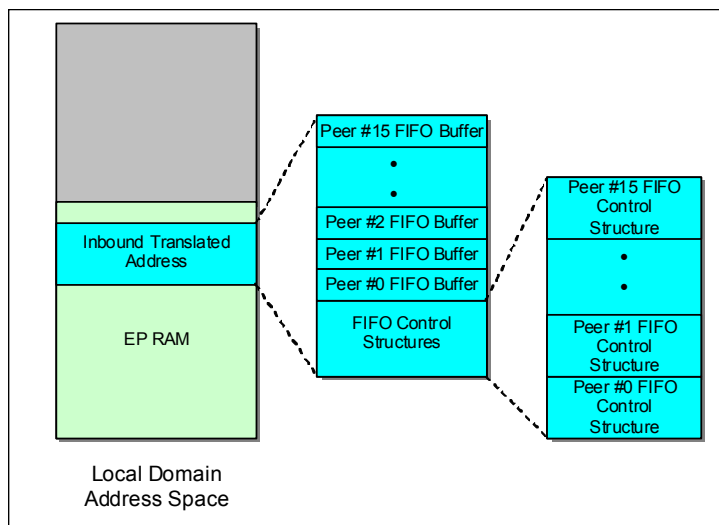 Inbound Translated
Address
EP RAM
Local Domain
Address Space
Peer #15 FIFO Buffer
•
•
Peer #2 FIFO Buffer
Peer #1 FIFO Buffer
Peer #0 FIFO Buffer
FIFO Control
Structures
Peer #15 FIFO
Control
Structure
•
•
Peer #1 FIFO
Control
Structure
Peer #0 FIFO
Control
Structure